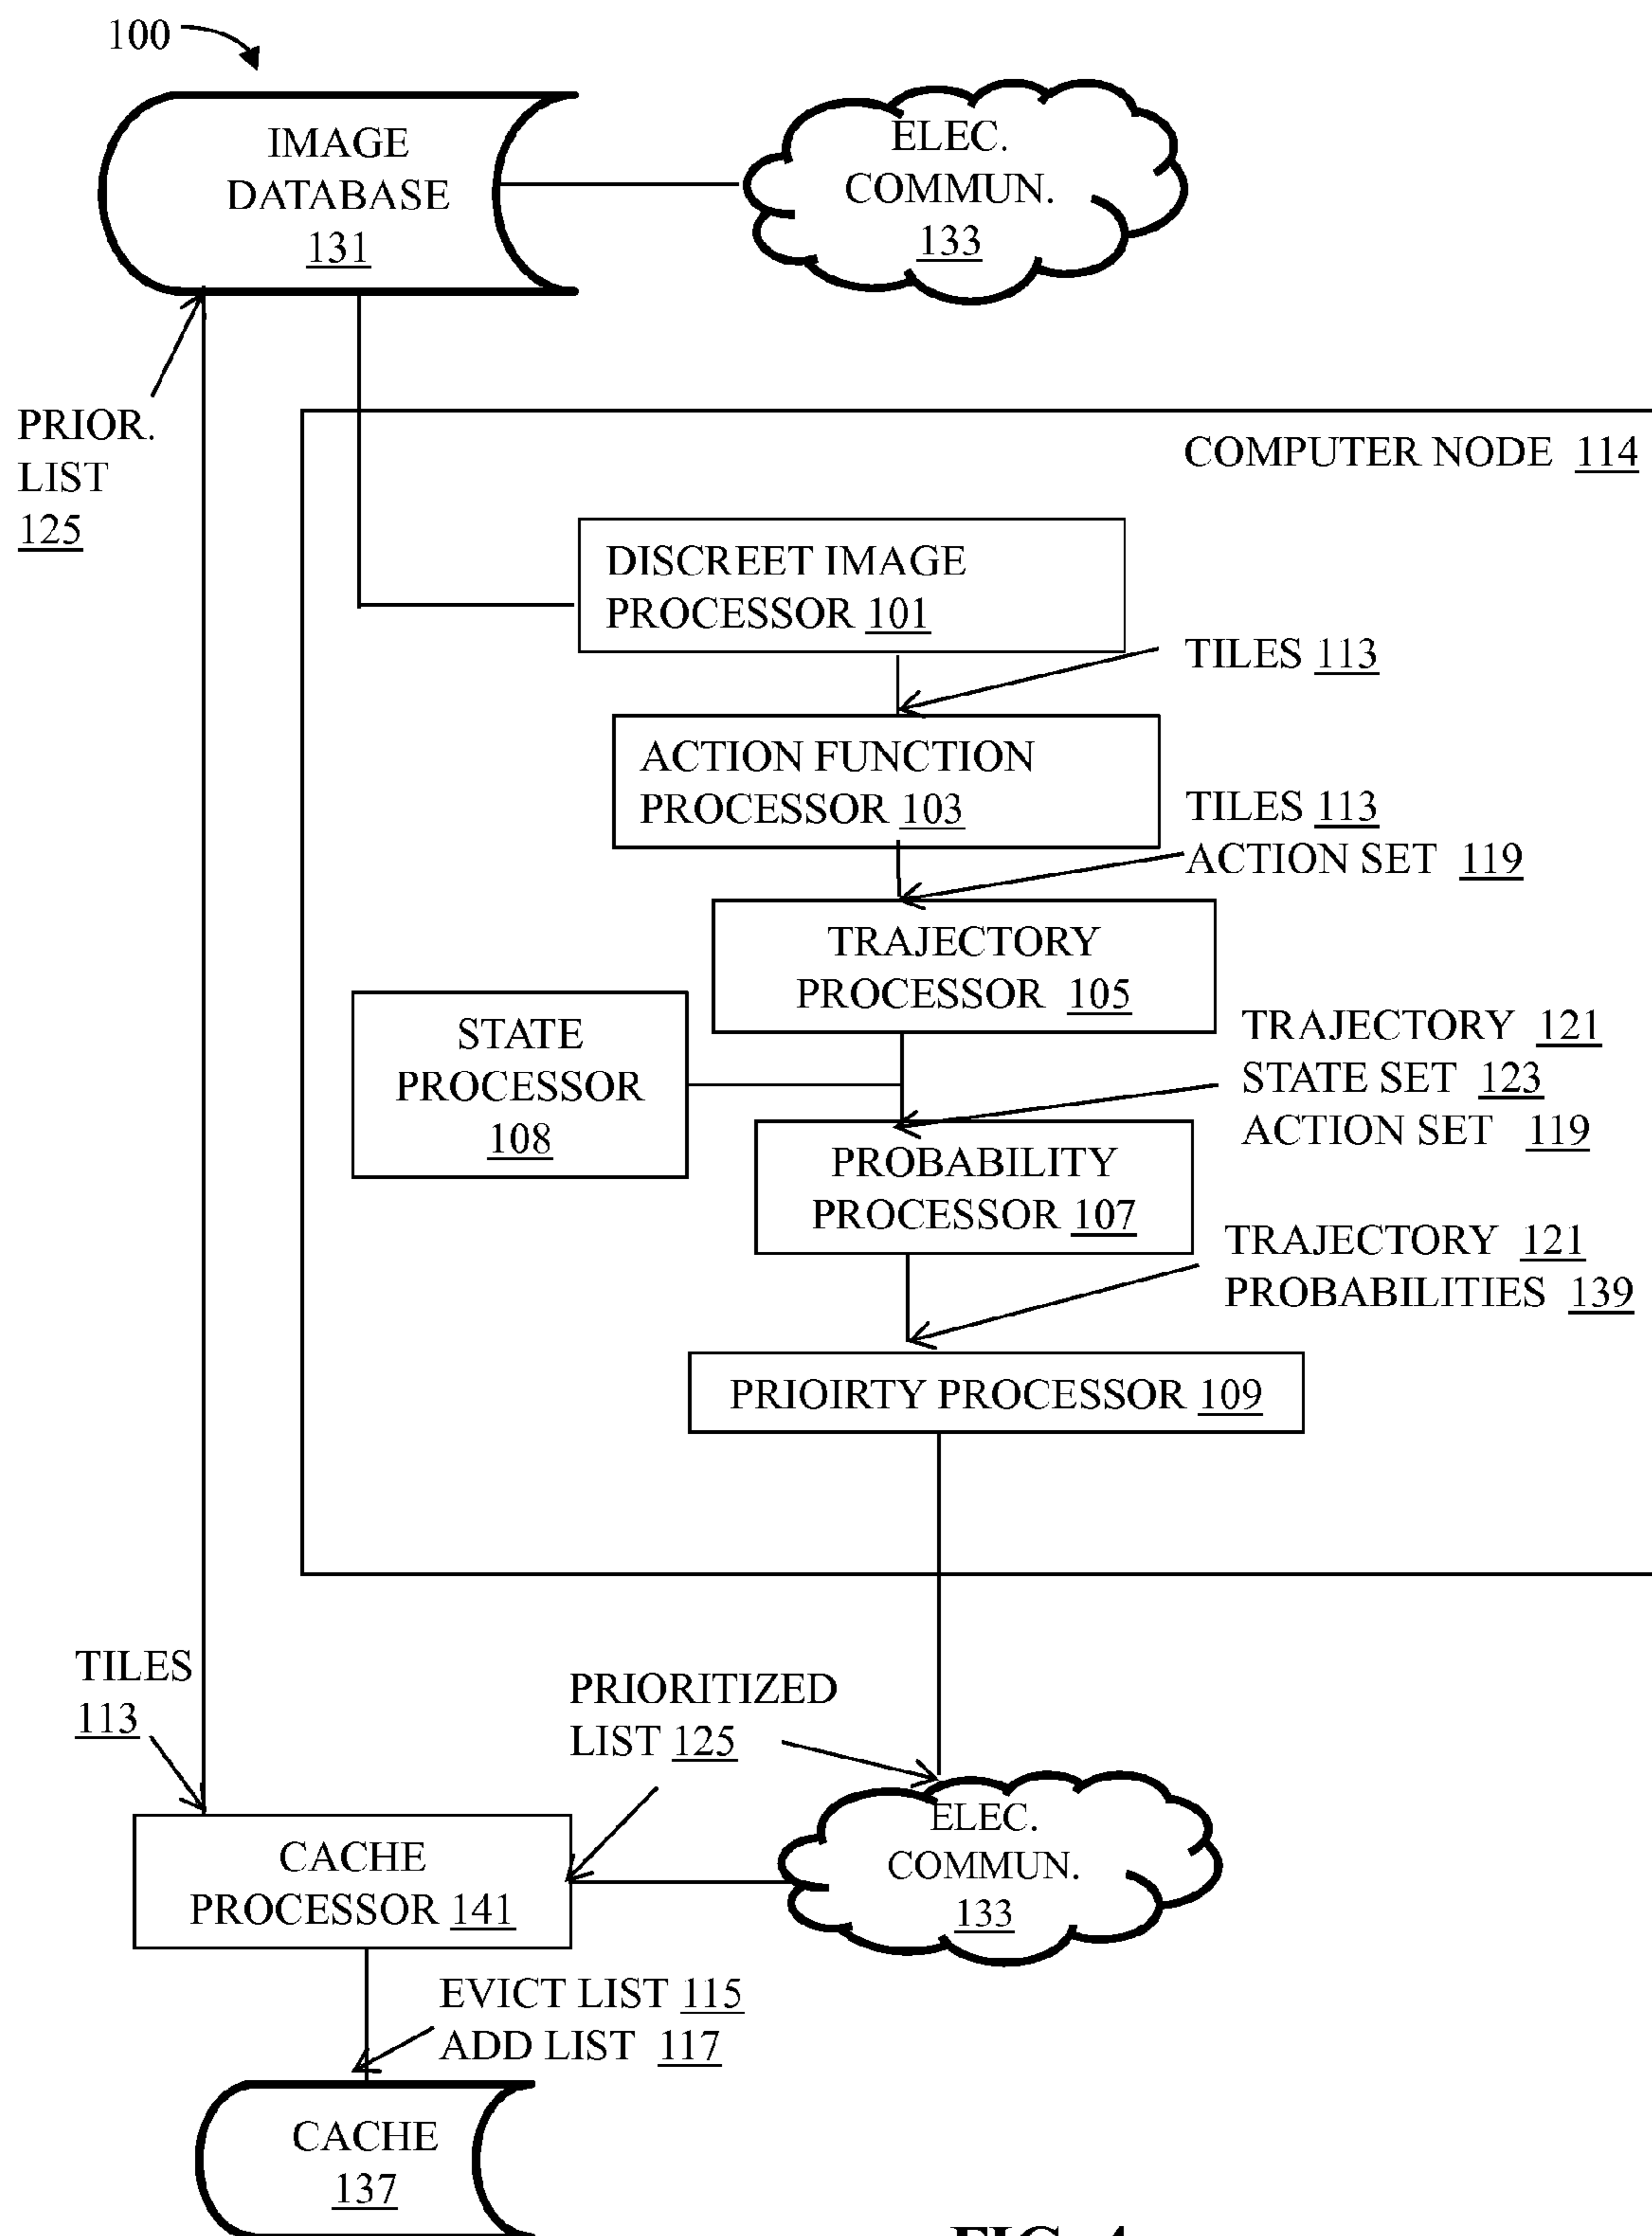 100
IMAGE
DATABASE
131
ELEC.
COMMUN.
133
PRIOR.
LIST
125
COMPUTER NODE 114
DISCREET IMAGE
PROCESSOR 101
TILES 113
ACTION FUNCTION
PROCESSOR 103
TILES 113
ACTION SET 119
TRAJECTORY
PROCESSOR 105
STATE
PROCESSOR
108
TRAJECTORY 121
STATE SET 123
ACTION SET 119
PROBABILITY
PROCESSOR 107
TRAJECTORY 121
PROBABILITIES 139
PRIOIRTY PROCESSOR 109
TILES
113
PRIORITIZED
LIST 125
CACHE
PROCESSOR 141
ELEC.
COMMUN.
133
EVICT LIST 115
ADD LIST 117
CACHE
137